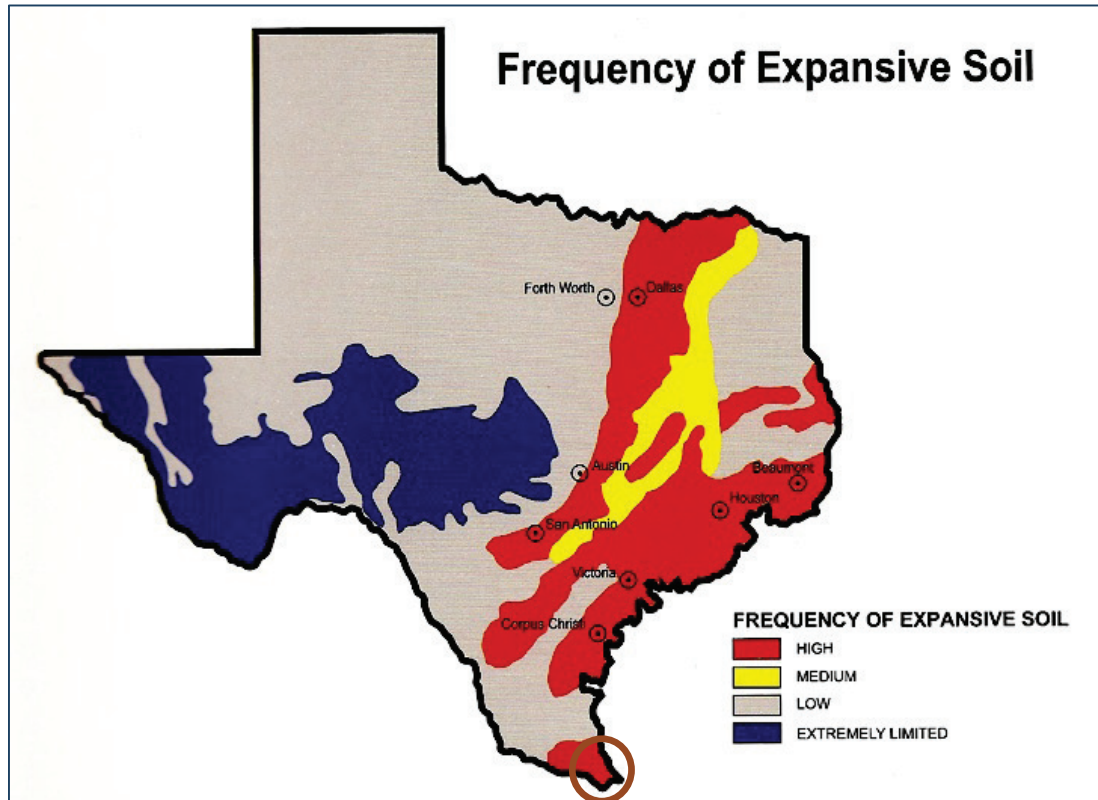 Frequency of Expansive Soil
Forth Worth
Dallas
Austin
Beaumont
Houston
San Antonio
Victoria
Corpus Christi
FREQUENCY OF EXPANSIVE SOIL
HIGH
MEDIUM
LOW
EXTREMELY LIMITED